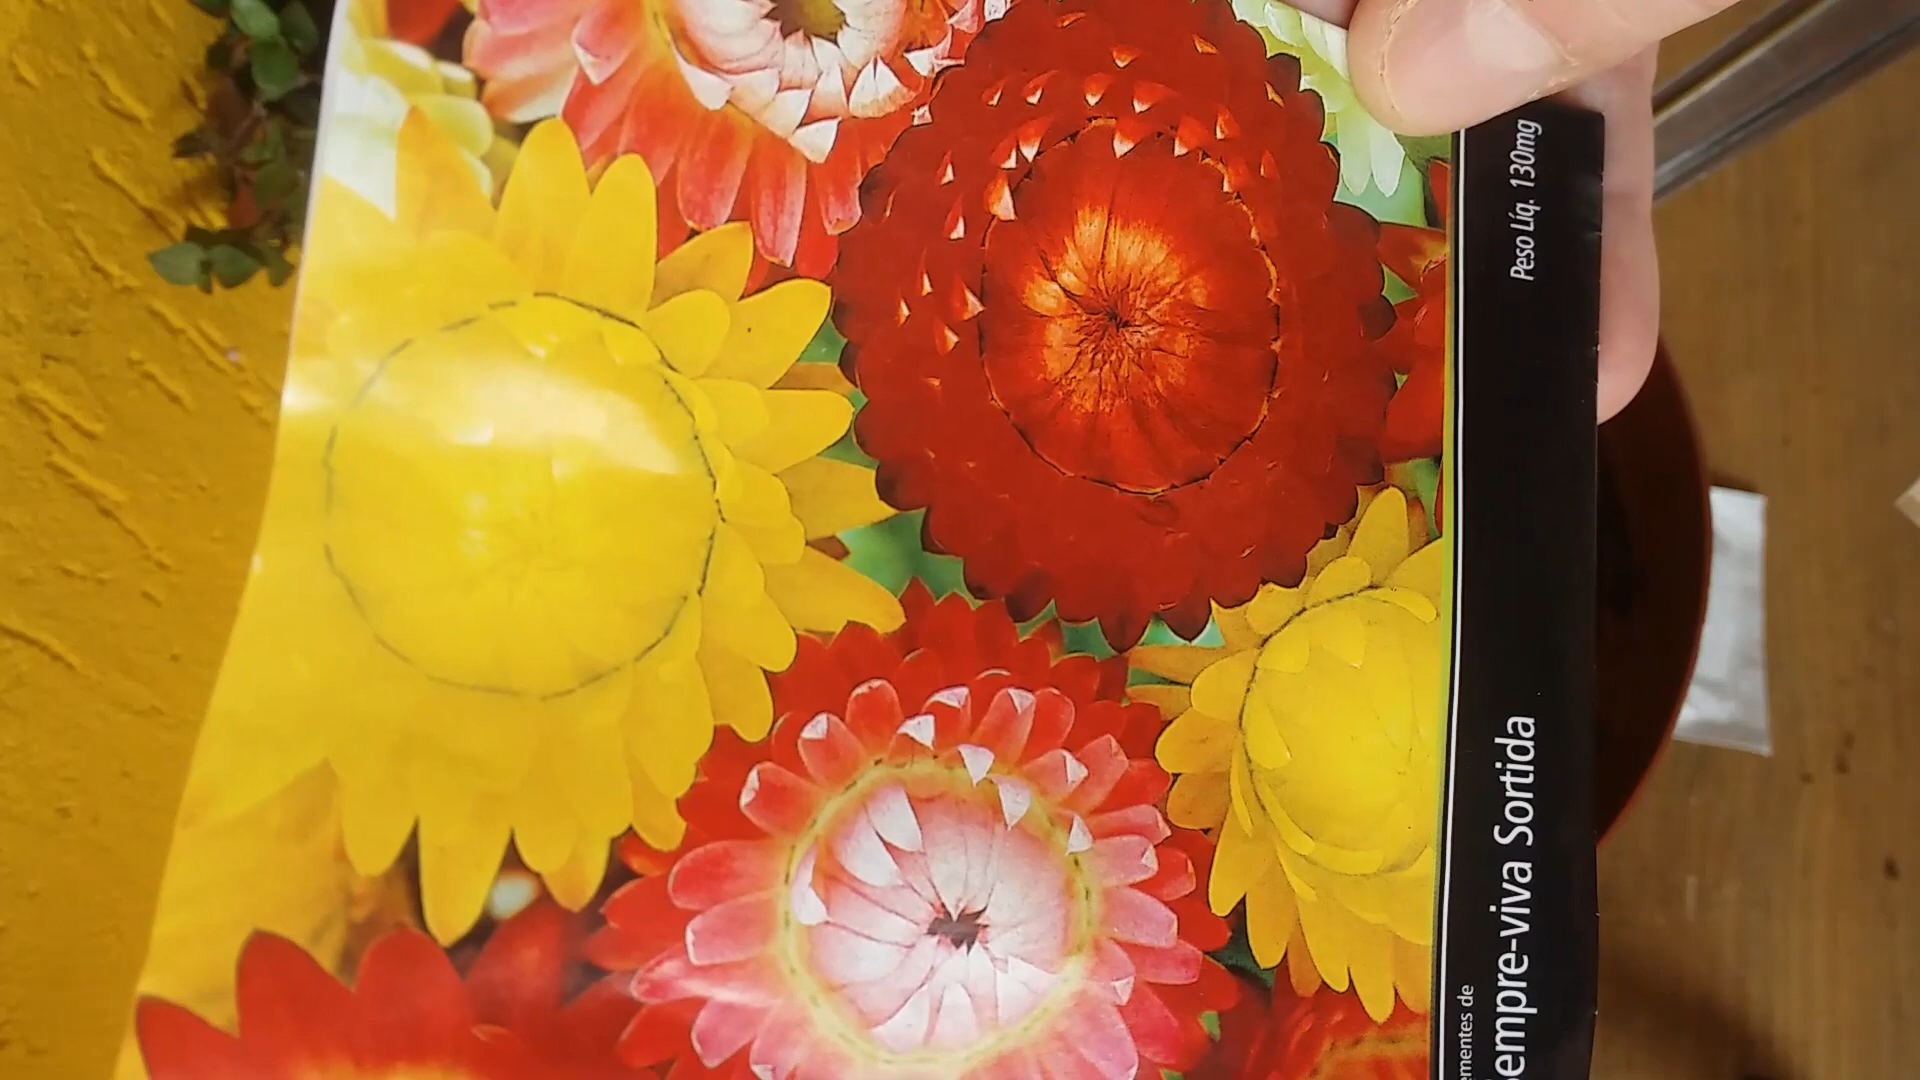 ementes de
empre-viva Sortida
Peso Líq. 130mg